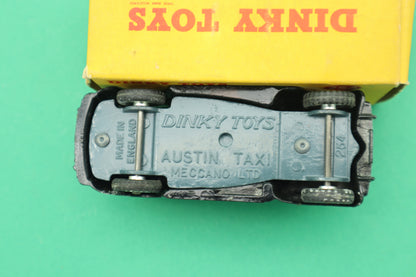 DINKY TOYS
DINKY TOYS
MADE IN
ENGLAND
AUSTIN TAXI
MECCANO LTD
254